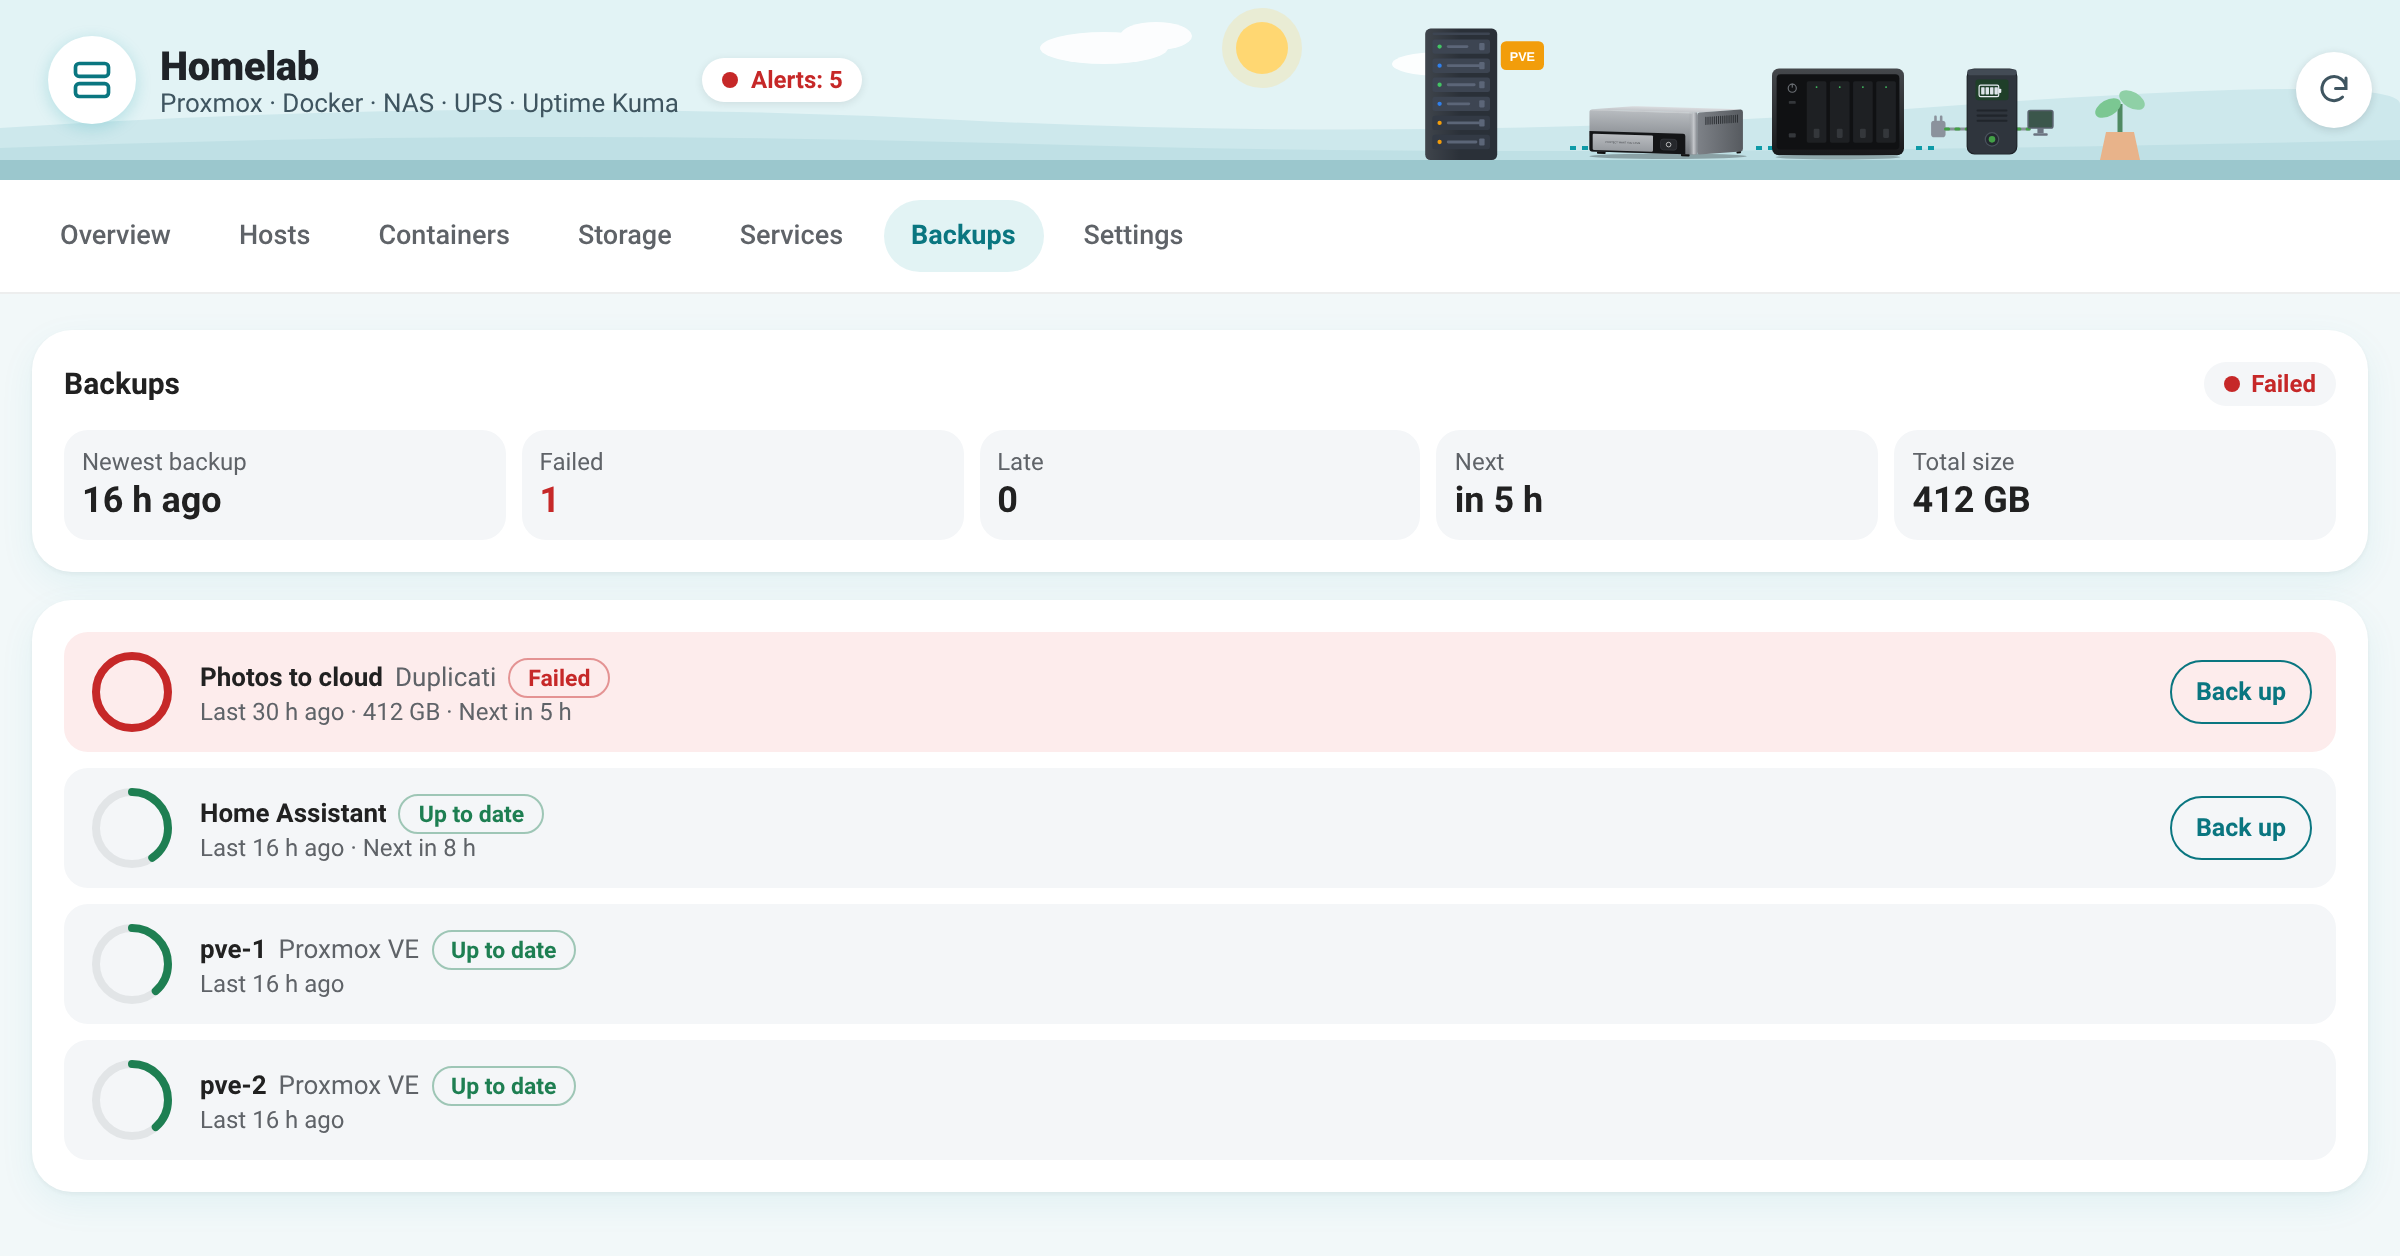 Homelab
Proxmox · Docker · NAS · UPS · Uptime Kuma
Alerts: 5
PVE
Overview
Hosts
Containers
Storage
Services
Backups
Settings
Backups
Failed
Newest backup
16 h ago
Failed
1
Late
0
Next
in 5 h
Total size
412 GB
Photos to cloud Duplicati Failed
Last 30 h ago · 412 GB · Next in 5 h
Back up
Home Assistant Up to date
Last 16 h ago · Next in 8 h
Back up
pve-1 Proxmox VE Up to date
Last 16 h ago
pve-2 Proxmox VE Up to date
Last 16 h ago